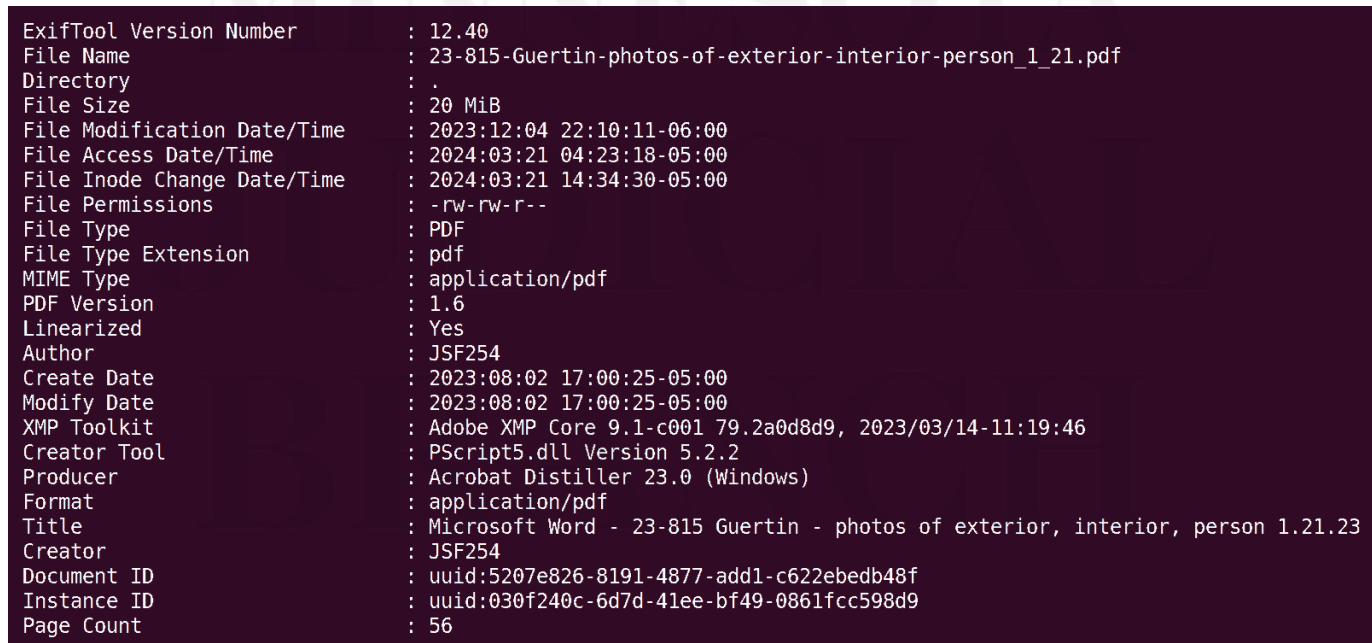 ExifTool Version Number : 12.40
File Name : 23-815-Guertin-photos-of-exterior-interior-person_1_21.pdf
Directory : .
File Size : 20 MiB
File Modification Date/Time : 2023:12:04 22:10:11-06:00
File Access Date/Time : 2024:03:21 04:23:18-05:00
File Inode Change Date/Time : 2024:03:21 14:34:30-05:00
File Permissions : -rw-rw-r--
File Type : PDF
File Type Extension : pdf
MIME Type : application/pdf
PDF Version : 1.6
Linearized : Yes
Author : JSF254
Create Date : 2023:08:02 17:00:25-05:00
Modify Date : 2023:08:02 17:00:25-05:00
XMP Toolkit : Adobe XMP Core 9.1-c001 79.2a0d8d9, 2023/03/14-11:19:46
Creator Tool : PScript5.dll Version 5.2.2
Producer : Acrobat Distiller 23.0 (Windows)
Format : application/pdf
Title : Microsoft Word - 23-815 Guertin - photos of exterior, interior, person 1.21.23
Creator : JSF254
Document ID : uuid:5207e826-8191-4877-add1-c622ebedb48f
Instance ID : uuid:030f240c-6d7d-41ee-bf49-0861fcc598d9
Page Count : 56
JUDICIAL
BRANCH